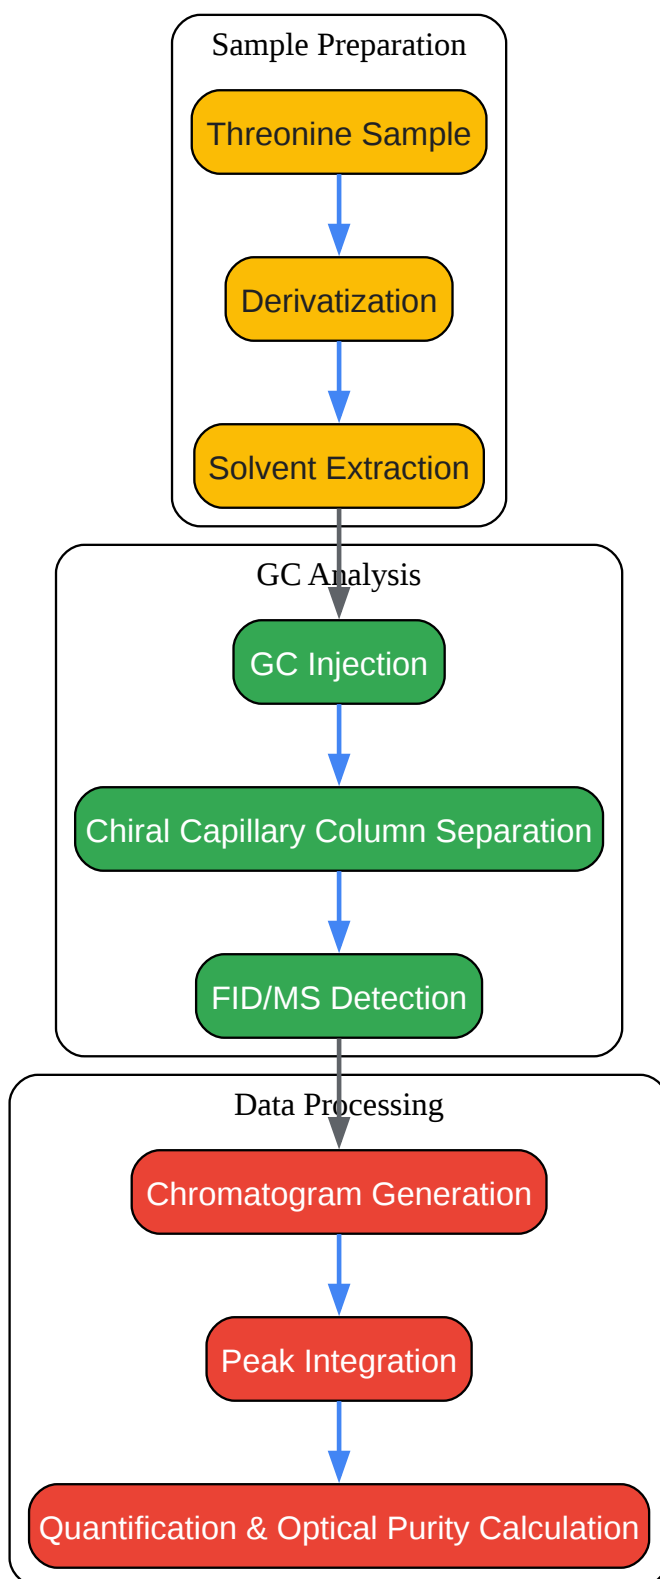 Sample Preparation
Threonine Sample
Derivatization
Solvent Extraction
GC Analysis
GC Injection
Chiral Capillary Column Separation
FID/MS Detection
Data Processing
Chromatogram Generation
Peak Integration
Quantification & Optical Purity Calculation